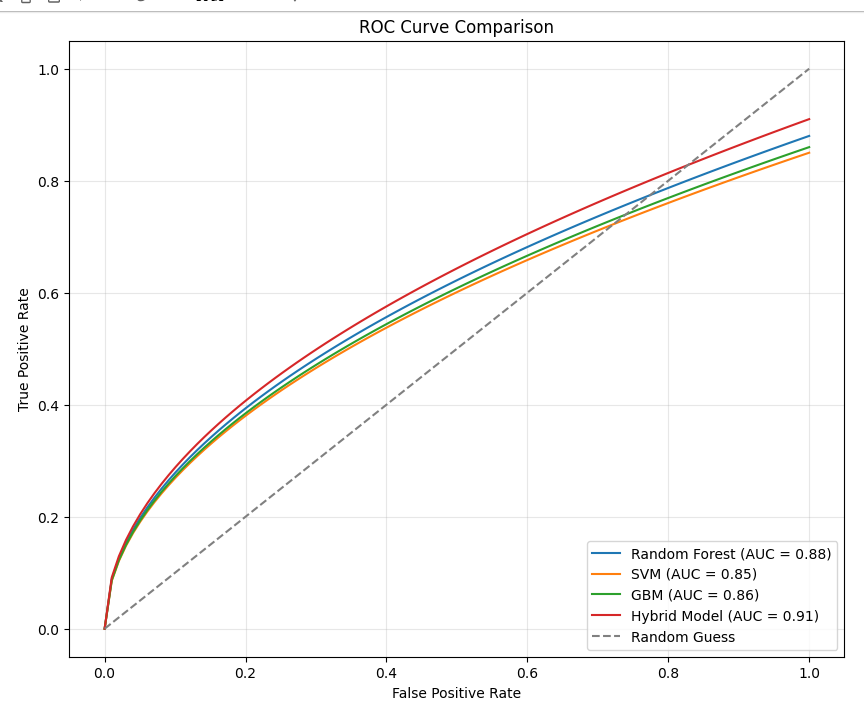 ROC Curve Comparison
1.0
0.8
0.6
0.4
0.2
0.0
True Positive Rate
Random Forest (AUC = 0.88)
SVM (AUC = 0.85)
GBM (AUC = 0.86)
Hybrid Model (AUC = 0.91)
Random Guess
0.0 0.2 0.4 0.6 0.8 1.0
False Positive Rate